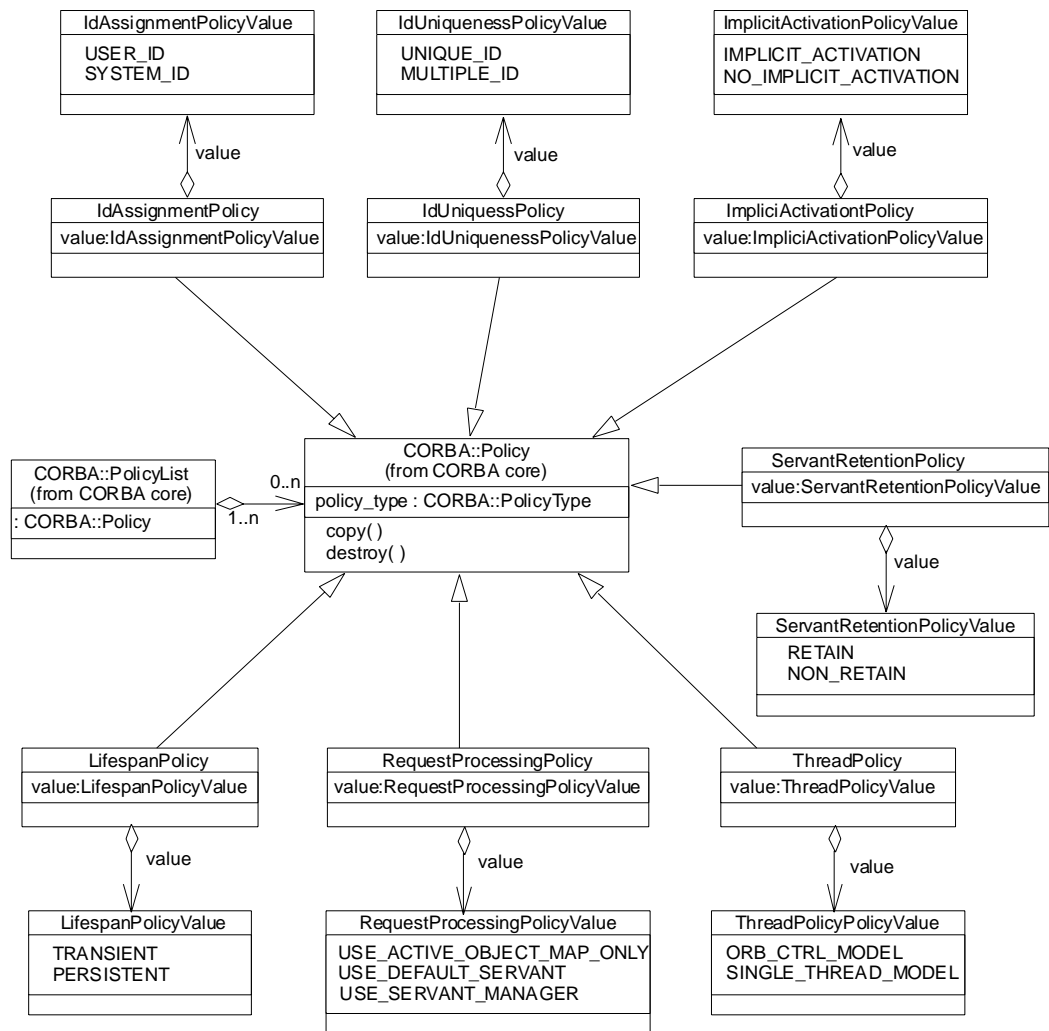 IdAssignmentPolicyValue
USER_ID
SYSTEM_ID
IdUniquenessPolicyValue
UNIQUE_ID
MULTIPLE_ID
ImplicitActivationPolicyValue
IMPLICIT_ACTIVATION
NO_IMPLICIT_ACTIVATION
value
value
value
IdAssignmentPolicy
value:IdAssignmentPolicyValue
IdUniquessPolicy
value:IdUniquenessPolicyValue
ImpliciActivationtPolicy
value:ImpliciActivationPolicyValue
CORBA::PolicyList
(from CORBA core)
: CORBA::Policy
0..n
1..n
CORBA::Policy
(from CORBA core)
policy_type : CORBA::PolicyType
copy( )
destroy( )
ServantRetentionPolicy
value:ServantRetentionPolicyValue
value
ServantRetentionPolicyValue
RETAIN
NON_RETAIN
LifespanPolicy
value:LifespanPolicyValue
RequestProcessingPolicy
value:RequestProcessingPolicyValue
ThreadPolicy
value:ThreadPolicyValue
value
value
value
LifespanPolicyValue
TRANSIENT
PERSISTENT
RequestProcessingPolicyValue
USE_ACTIVE_OBJECT_MAP_ONLY
USE_DEFAULT_SERVANT
USE_SERVANT_MANAGER
ThreadPolicyPolicyValue
ORB_CTRL_MODEL
SINGLE_THREAD_MODEL